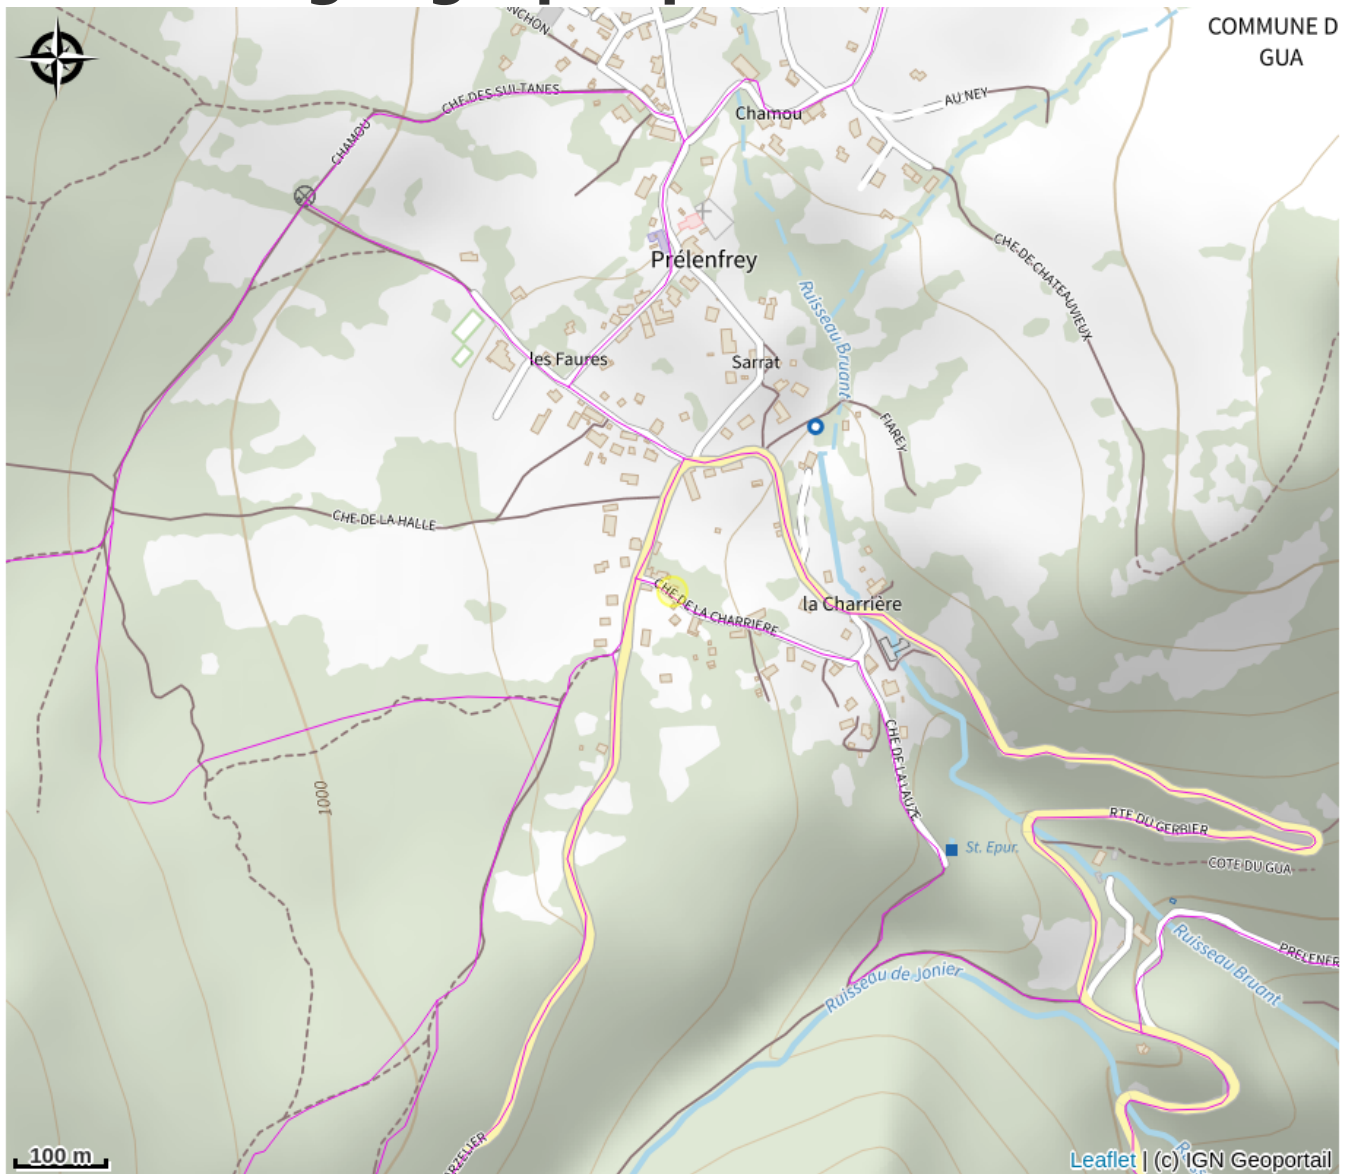 COMMUNE D
GUA
CHE DES SULTANES
AU NEY
Chamou
CHAMOU
CHE DE CHATEAUVIEUX
Prélenfrey
Ruisseau Bruant
les Faures
Sarrat
FIAREY
CHE DE LA HALLE
CHE DE LA CHARRIERE
la Charrière
CHE DE LA LAUZE
1000
RTE DU GERBIER
St. Epur.
COTE DU GUA
Ruisseau Bruant
PRELENFR
Ruisseau de Jonier
100 m
Leaflet | (c) IGN Geoportail